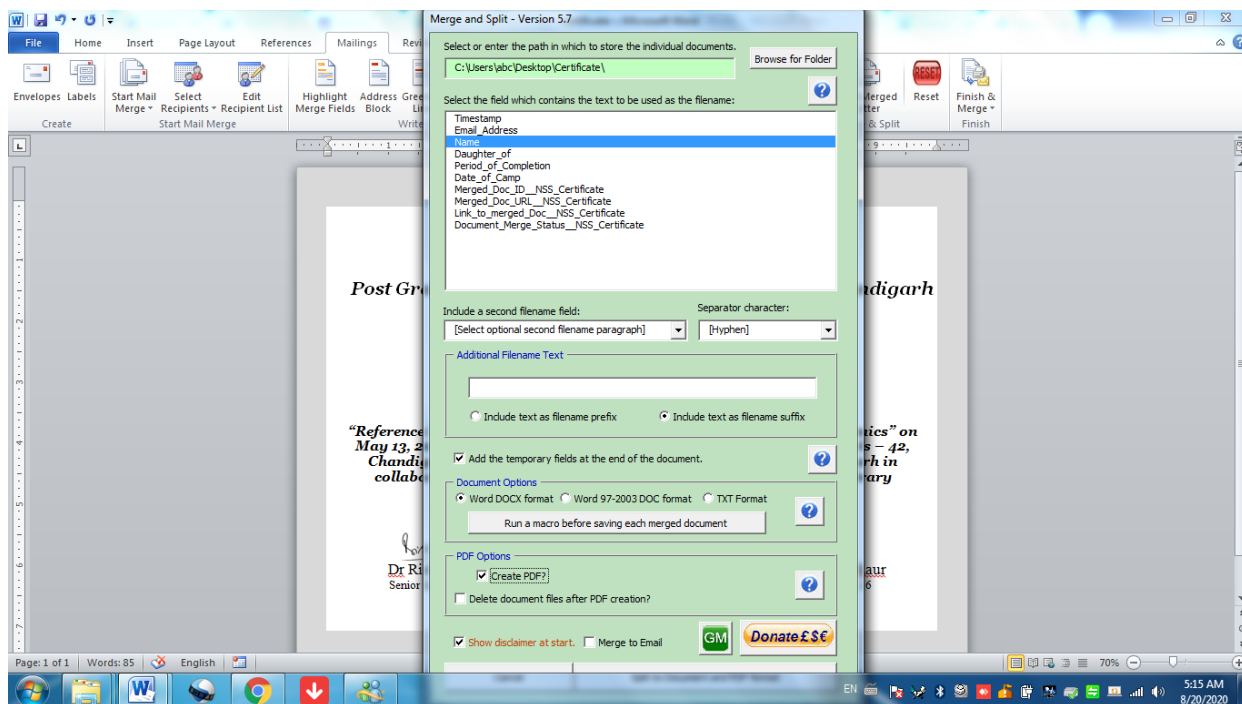 Merge and Split - Version 5.7
File Home Insert Page Layout References Mailings Revi
Envelopes Labels Start Mail Merge Select Recipients Edit Recipient List Highlight Merge Fields Address Block Gree Li Merged tter Reset Finish & Merge
RESET
Create Start Mail Merge Write & Split Finish
Select or enter the path in which to store the individual documents.
C:\Users\abc\Desktop\Certificate\
Browse for Folder
Select the field which contains the text to be used as the filename:
Timestamp
Email_Address
Name
Daughter_of
Period_of_Completion
Date_of_Camp
Merged_Doc_ID__NSS_Certificate
Merged_Doc_URL__NSS_Certificate
Link_to_merged_Doc__NSS_Certificate
Document_Merge_Status__NSS_Certificate
Include a second filename field:
Separator character:
[Select optional second filename paragraph]
[Hyphen]
Additional Filename Text
Include text as filename prefix
Include text as filename suffix
Add the temporary fields at the end of the document.
Document Options
Word DOCX format Word 97-2003 DOC format TXT Format
Run a macro before saving each merged document
PDF Options
Create PDF?
Delete document files after PDF creation?
Show disclaimer at start. Merge to Email
GM
Donate £$€
Post Gr ndigarh
“Reference nics” on
May 13, 2 s – 42,
Chandig rh in
collabo rary
Dr Ri aur
Senior 6
Page: 1 of 1 Words: 85 English 70%
EN 5:15 AM
8/20/2020